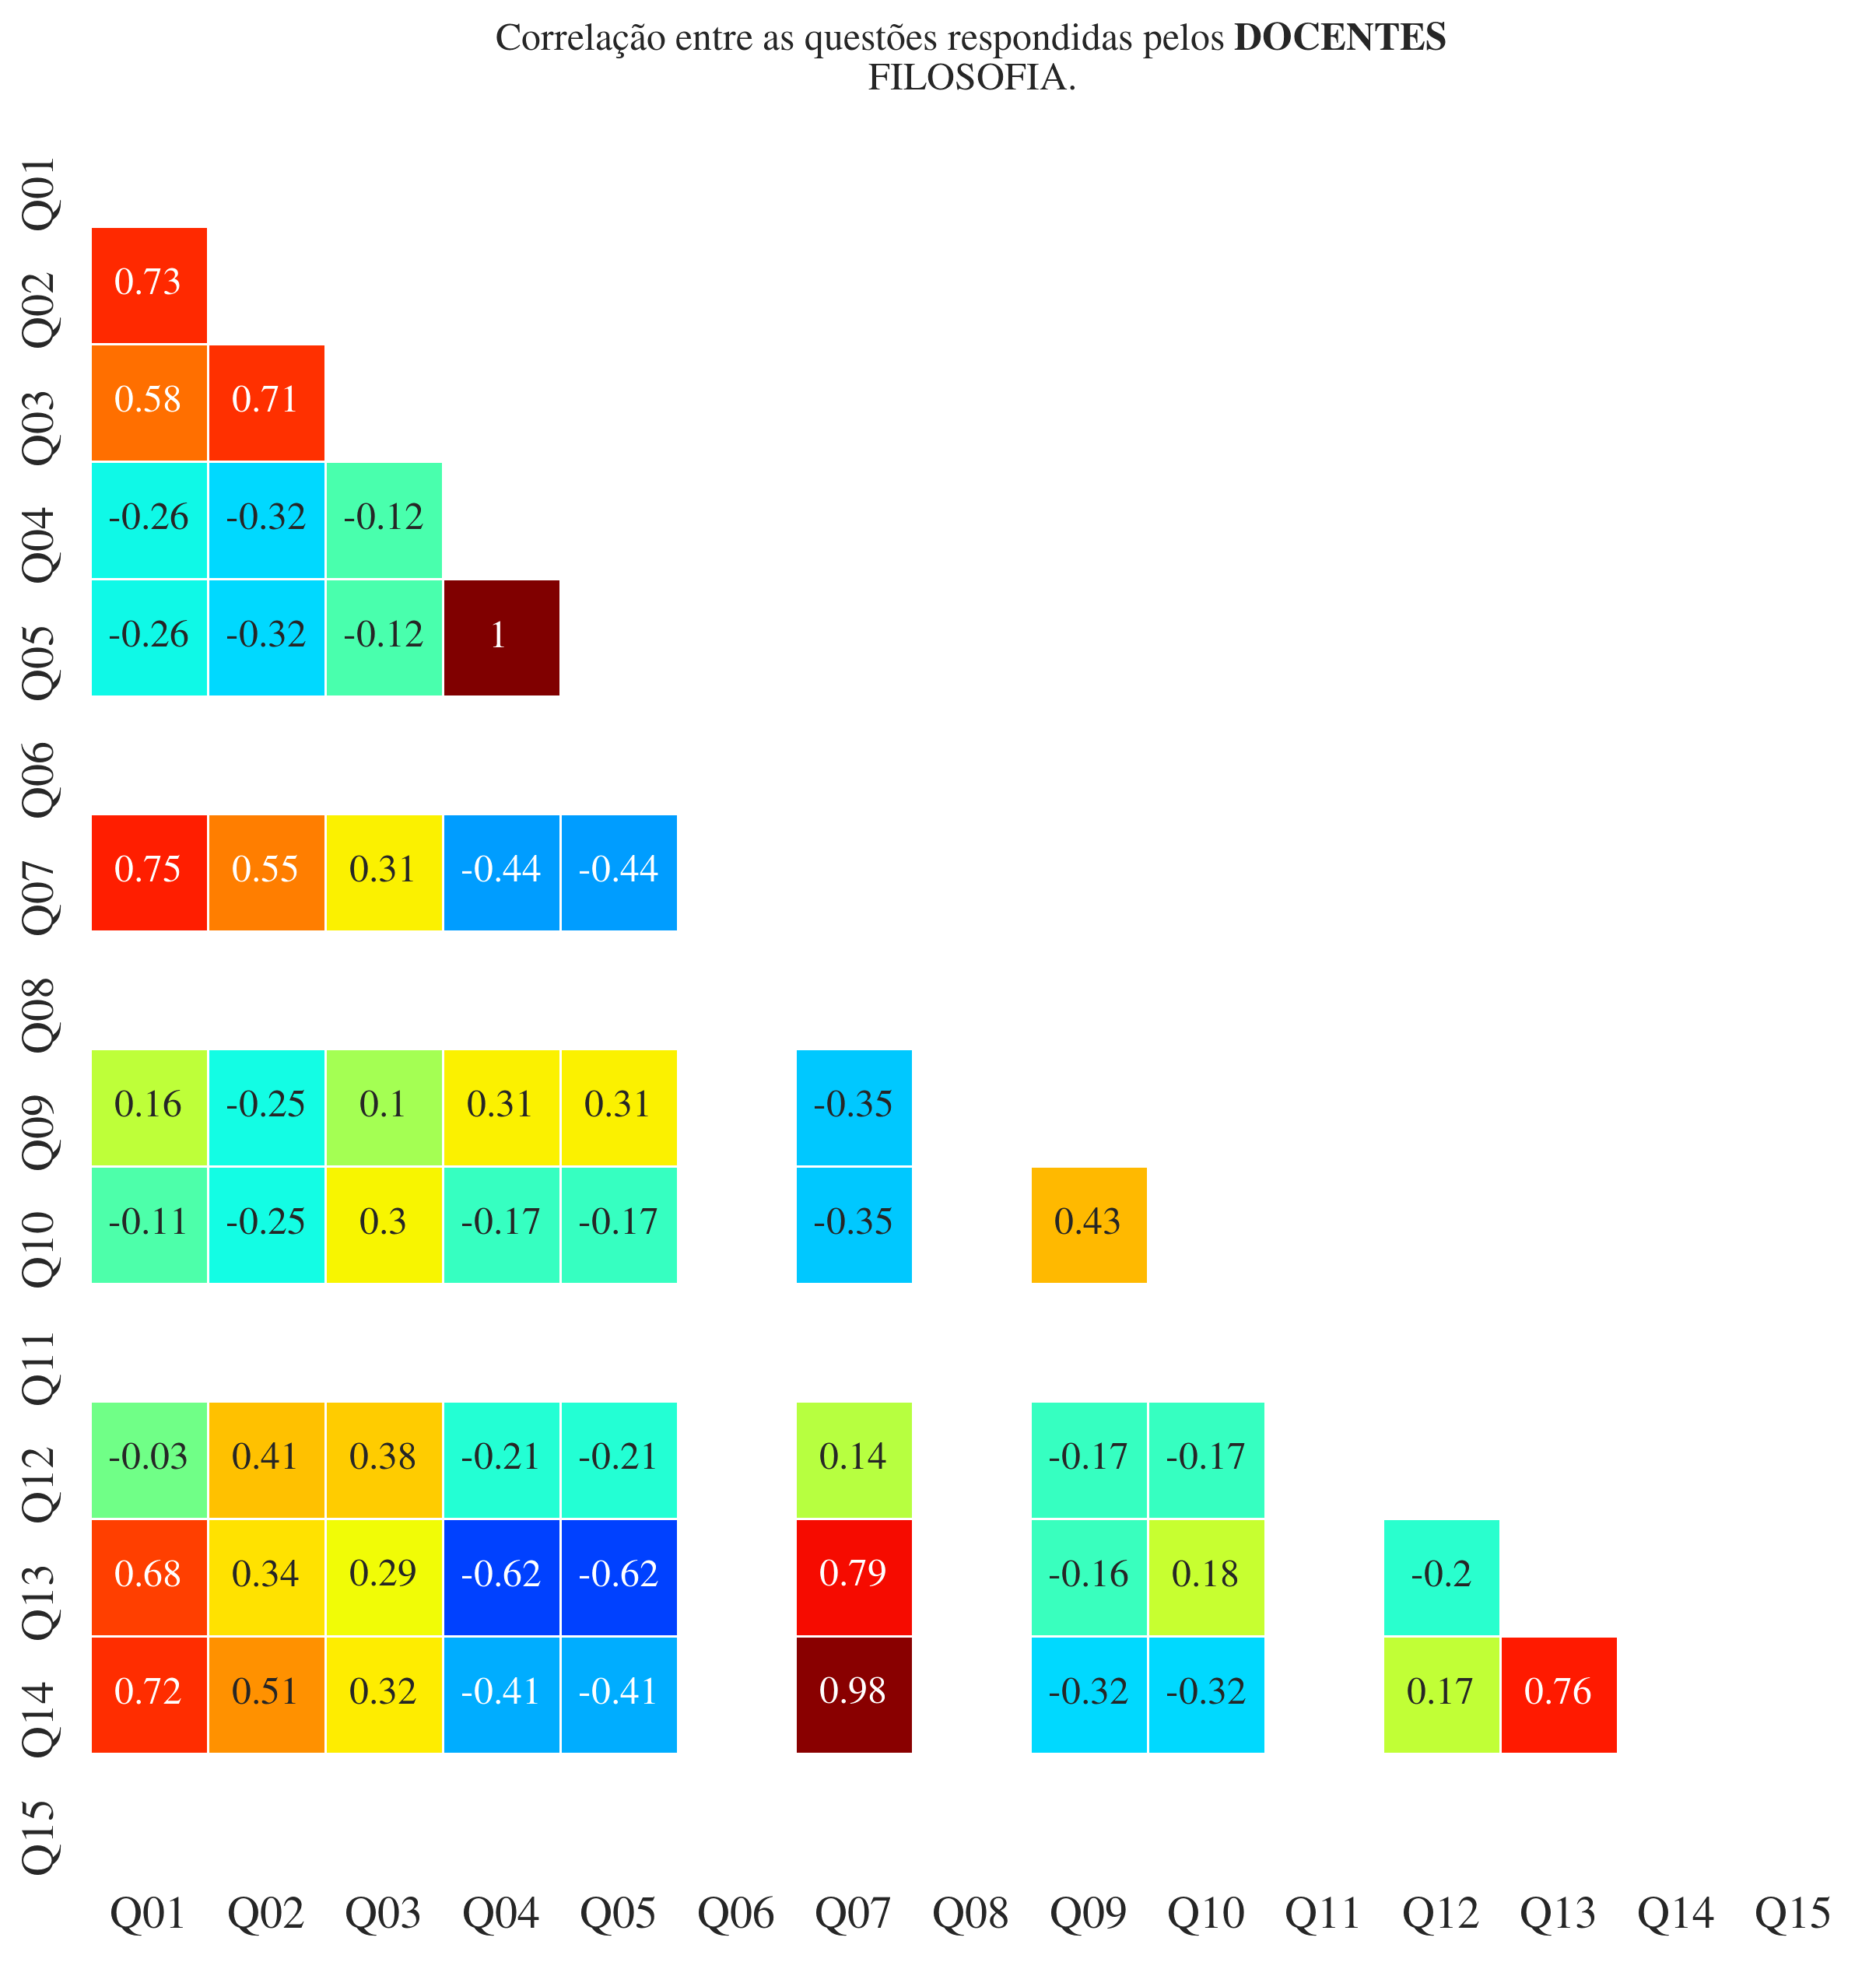 Correlação entre as questões respondidas pelos DOCENTES
FILOSOFIA.
Q01
Q02 0.73
Q03 0.58 0.71
Q04 -0.26 -0.32 -0.12
Q05 -0.26 -0.32 -0.12 1
Q06
Q07 0.75 0.55 0.31 -0.44 -0.44
Q08
Q09 0.16 -0.25 0.1 0.31 0.31 -0.35
Q10 -0.11 -0.25 0.3 -0.17 -0.17 -0.35 0.43
Q11
Q12 -0.03 0.41 0.38 -0.21 -0.21 0.14 -0.17 -0.17
Q13 0.68 0.34 0.29 -0.62 -0.62 0.79 -0.16 0.18 -0.2
Q14 0.72 0.51 0.32 -0.41 -0.41 0.98 -0.32 -0.32 0.17 0.76
Q15
Q01 Q02 Q03 Q04 Q05 Q06 Q07 Q08 Q09 Q10 Q11 Q12 Q13 Q14 Q15